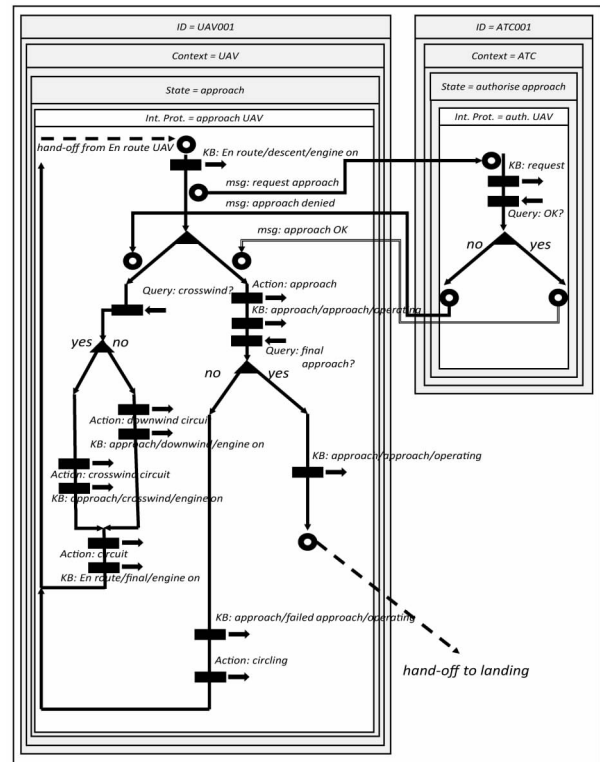 ID = UAV001
ID = ATC001
Context = UAV
Context = ATC
State = approach
State = authorise approach
Int. Prot. = approach UAV
Int. Prot. = auth. UAV
hand-off from En route UAV
KB: En route/descent/engine on
KB: request
msg: request approach
msg: approach denied
Query: OK?
msg: approach OK
no
yes
Query: crosswind?
Action: approach
KB: approach/approach/operating
Query: final
approach?
yes
no
no
yes
Action: downwind circuit
KB: approach/downwind/engine on
KB: approach/approach/operating
Action: crosswind circuit
KB: approach/crosswind/engine on
Action: circuit
KB: En route/final/engine on
KB: approach/failed approach/operating
Action: circling
hand-off to landing